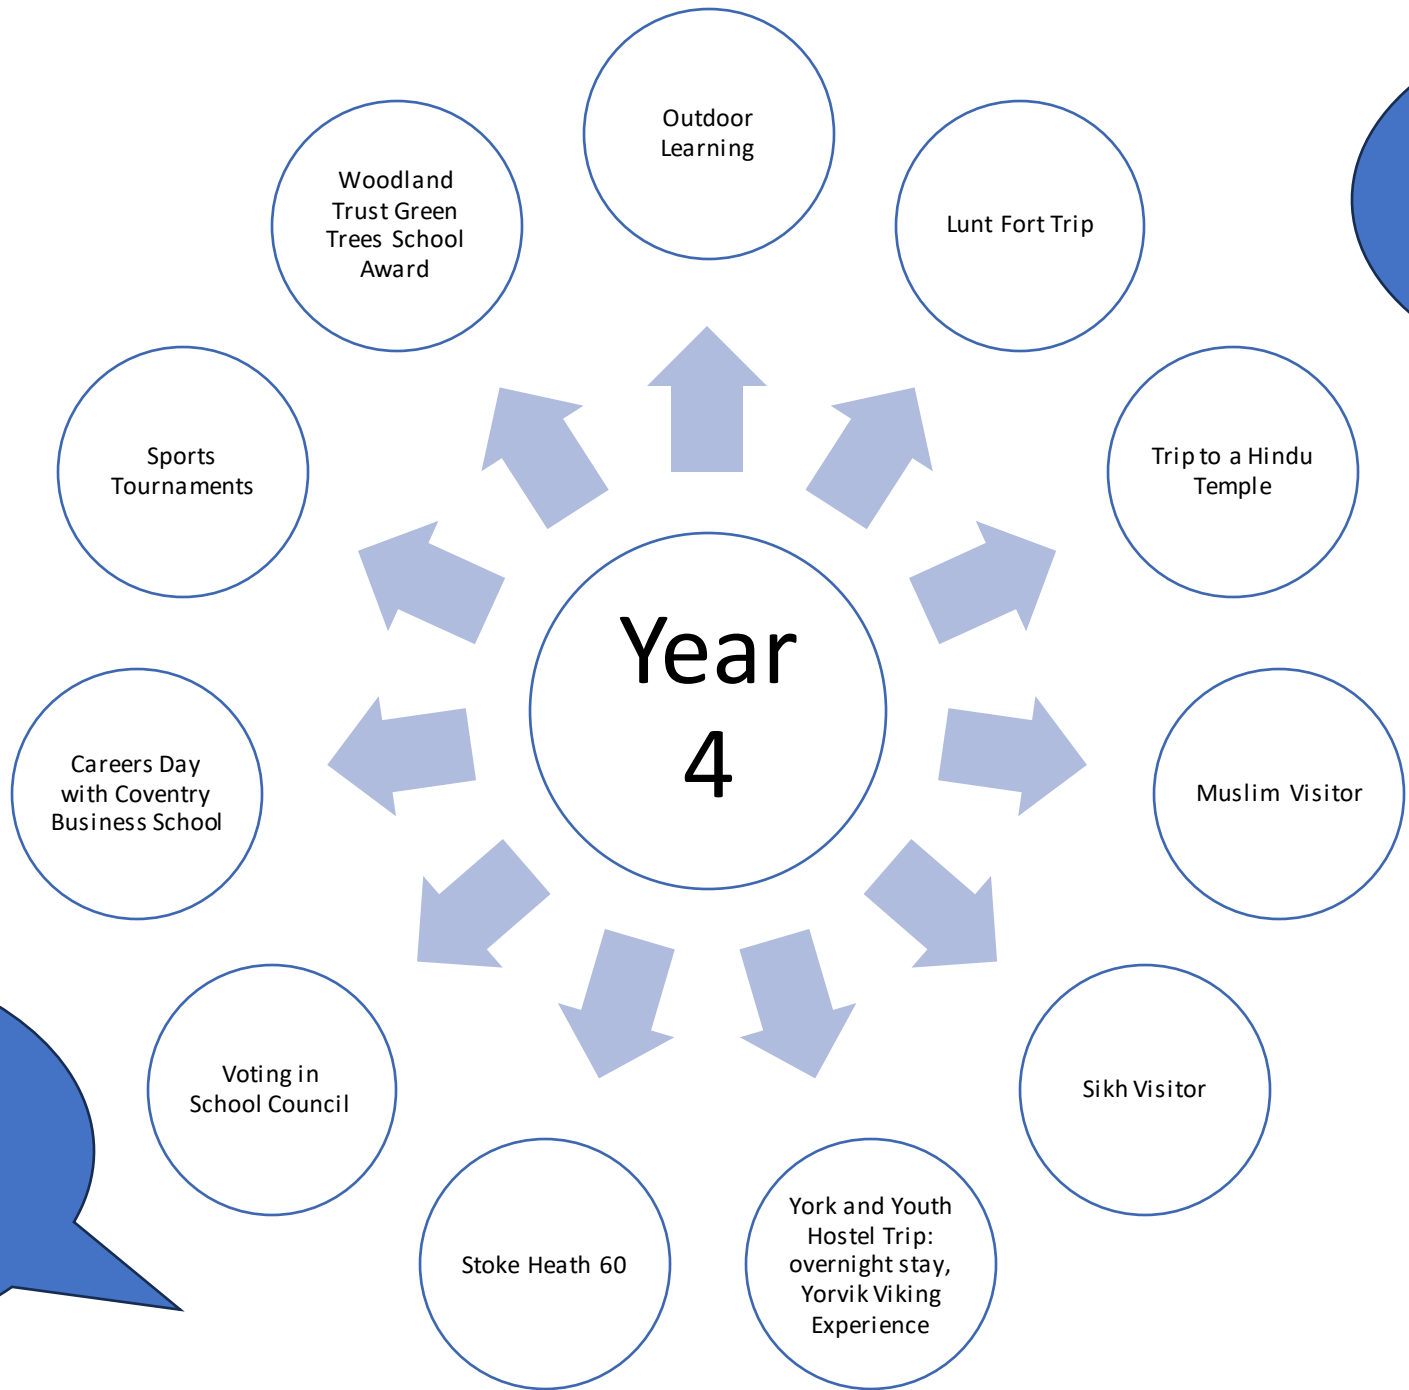 Outdoor
Learning
Lunt Fort Trip
Trip to a Hindu
Temple
Muslim Visitor
Sikh Visitor
York and Youth
Hostel Trip:
overnight stay,
Yorvik Viking
Experience
Stoke Heath 60
Voting in
School Council
Careers Day
with Coventry
Business School
Sports
Tournaments
Woodland
Trust Green
Trees School
Award
Year
4